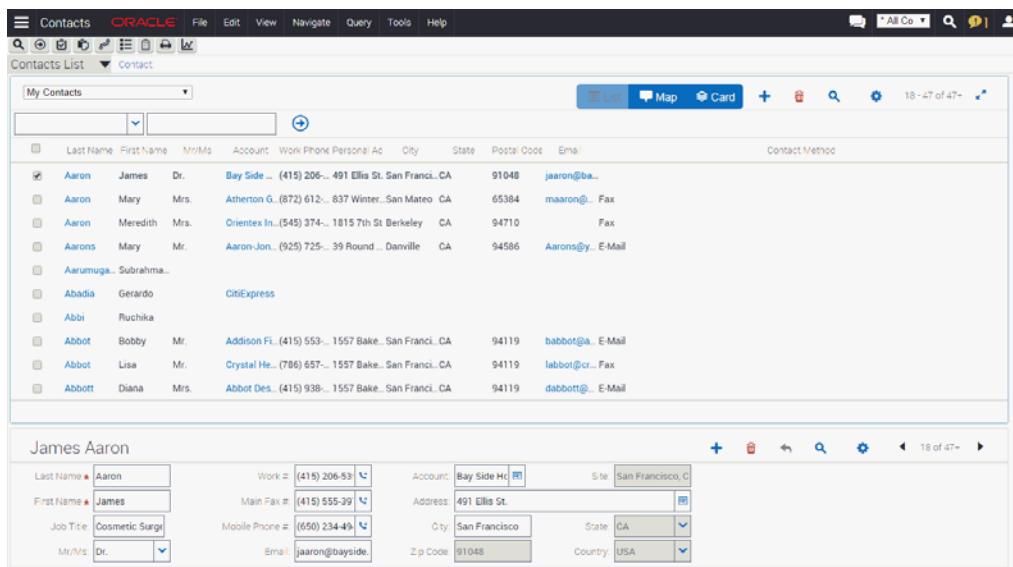 Contacts ORACLE File Edit View Navigate Query Tools Help * All Co
Contacts List Contact
My Contacts List Map Card 18 - 47 of 47+
Last Name First Name Mr/Ms Account Work Phone Personal Ac City State Postal Code Email Contact Method
Aaron James Dr. Bay Side ... (415) 206-... 491 Ellis St. San Franci... CA 91048 jaaron@ba...
Aaron Mary Mrs. Atherton G... (872) 612-... 837 Winter... San Mateo CA 65384 maaron@... Fax
Aaron Meredith Mrs. Orientex In... (545) 374-... 1815 7th St Berkeley CA 94710 Fax
Aarons Mary Mr. Aaron-Jon... (925) 725-... 39 Round ... Danville CA 94586 Aarons@y... E-Mail
Aarumuga... Subrahma...
Abadia Gerardo CitiExpress
Abbi Ruchika
Abbot Bobby Mr. Addison Fi... (415) 553-... 1557 Bake... San Franci... CA 94119 babbot@a... E-Mail
Abbot Lisa Mr. Crystal He... (786) 657-... 1557 Bake... San Franci... CA 94119 labbot@cr... Fax
Abbott Diana Mrs. Abbot Des... (415) 938-... 1557 Bake... San Franci... CA 94119 dabbott@... E-Mail
James Aaron 18 of 47+
Last Name Aaron Work #: (415) 206-53 Account: Bay Side Hc Site: San Francisco, C
First Name James Main Fax #: (415) 555-39 Address: 491 Ellis St.
Job Title: Cosmetic Surge Mobile Phone #: (650) 234-49 City: San Francisco State: CA
Mr/Ms: Dr. Email: jaaron@bayside. Zip Code: 91048 Country: USA